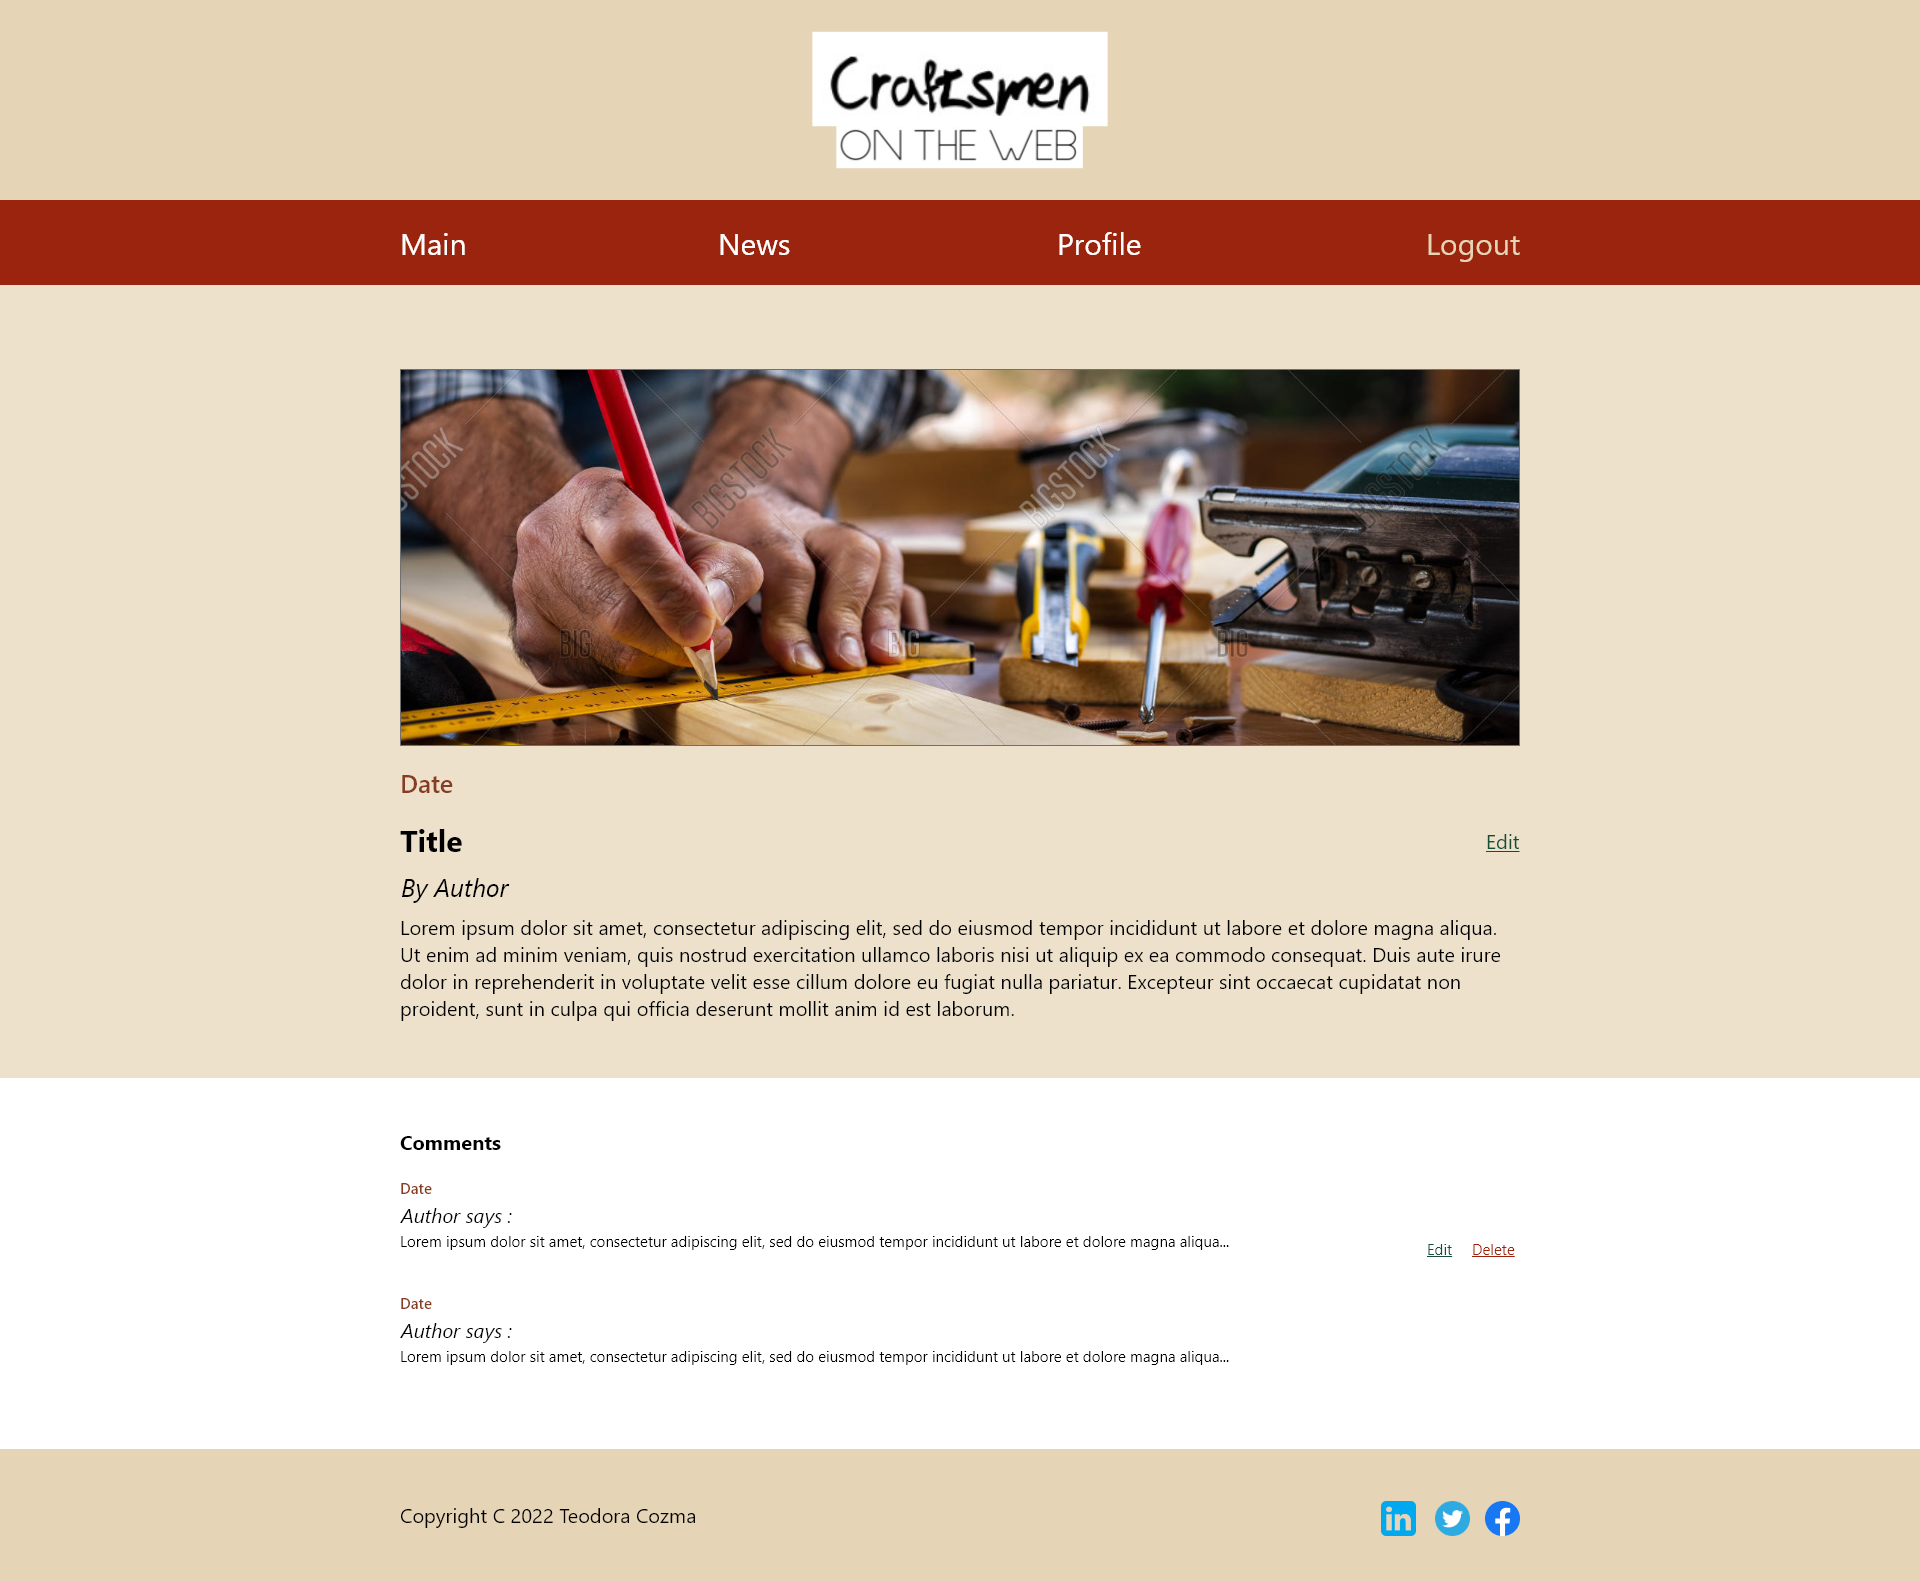 Craftsmen
ON THE WEB
Main
News
Profile
Logout
BIGSTOCK
BIGSTOCK
BIGSTOCK
BIGSTOCK
BIG
BIG
BIG
Date
Title
Edit
By Author
Lorem ipsum dolor sit amet, consectetur adipiscing elit, sed do eiusmod tempor incididunt ut labore et dolore magna aliqua.
Ut enim ad minim veniam, quis nostrud exercitation ullamco laboris nisi ut aliquip ex ea commodo consequat. Duis aute irure
dolor in reprehenderit in voluptate velit esse cillum dolore eu fugiat nulla pariatur. Excepteur sint occaecat cupidatat non
proident, sunt in culpa qui officia deserunt mollit anim id est laborum.
Comments
Date
Author says :
Lorem ipsum dolor sit amet, consectetur adipiscing elit, sed do eiusmod tempor incididunt ut labore et dolore magna aliqua...
Edit
Delete
Date
Author says :
Lorem ipsum dolor sit amet, consectetur adipiscing elit, sed do eiusmod tempor incididunt ut labore et dolore magna aliqua...
Copyright C 2022 Teodora Cozma
in